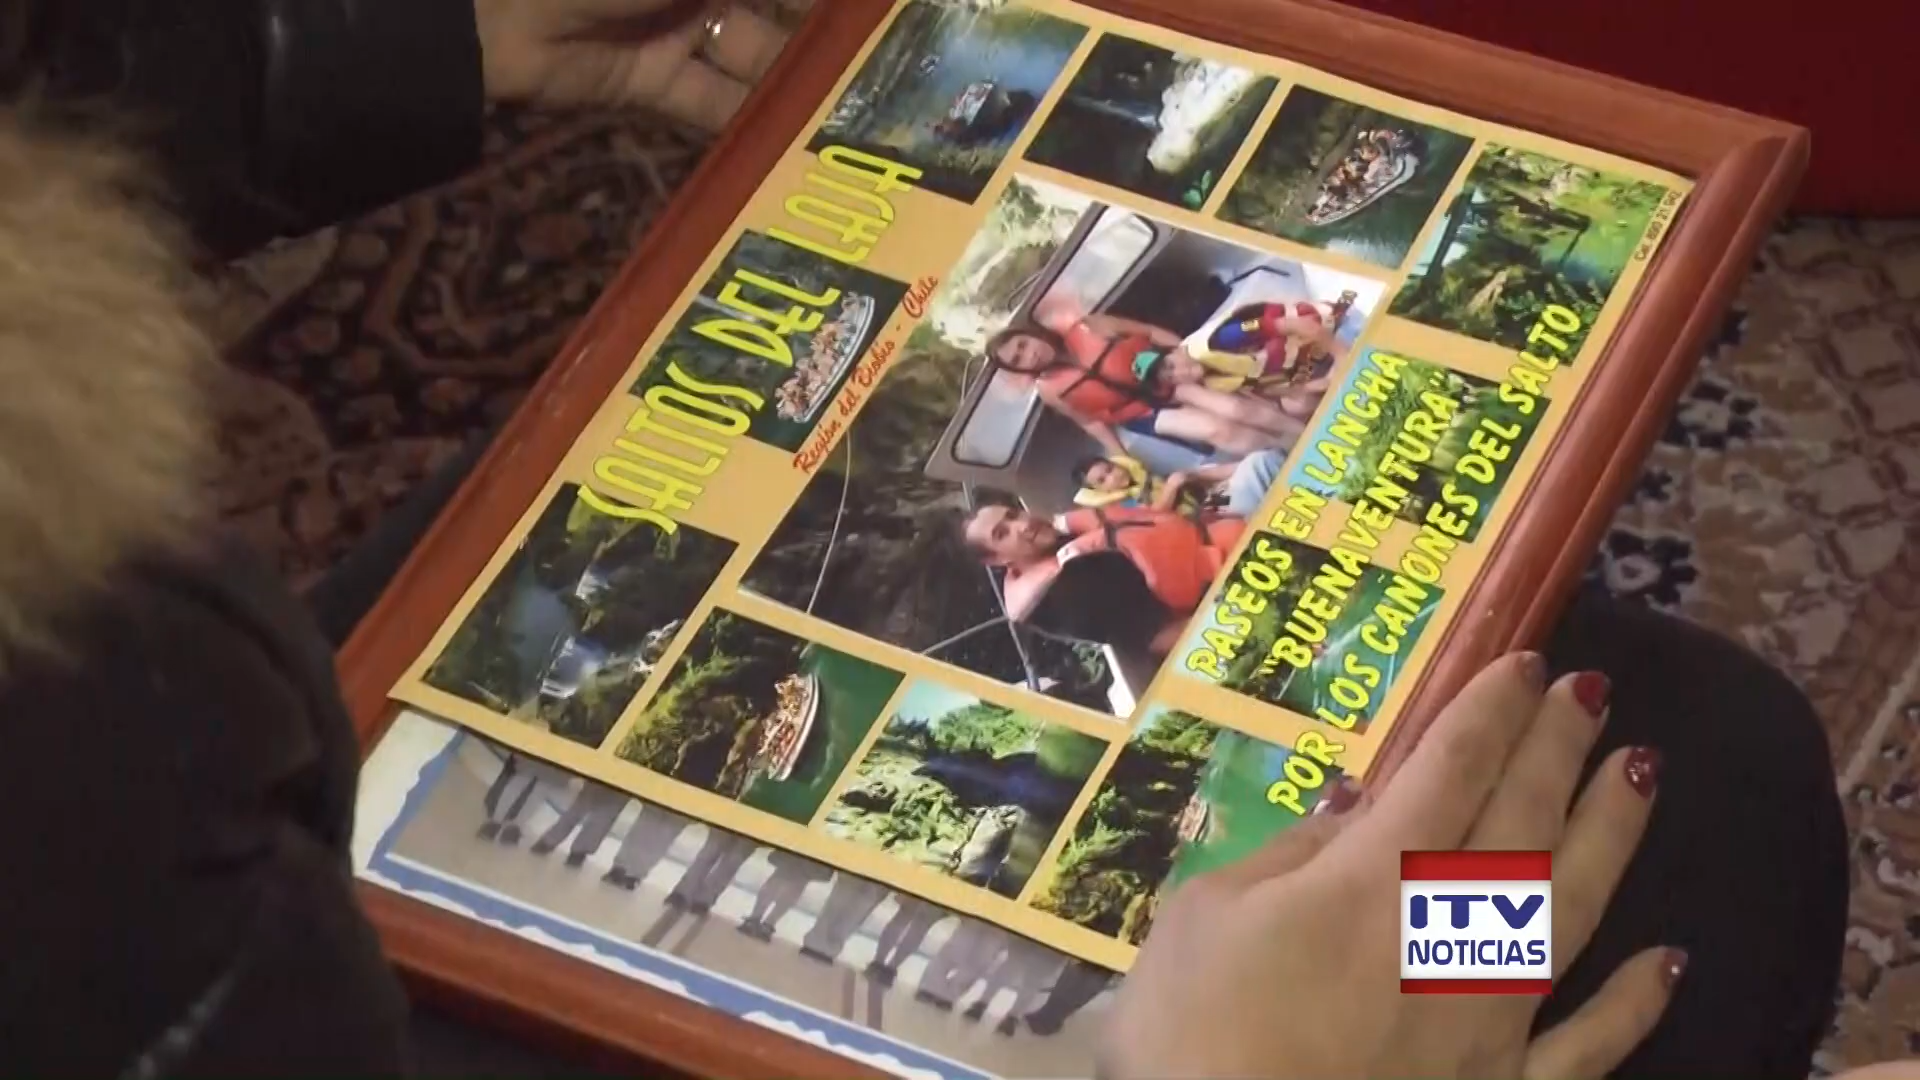 SALTOS DEL LAJA
Región del Biobío - Chile
PASEOS EN LANCHA
"BUENAVENTURA"
POR LOS CAÑONES DEL SALTO
ITV
NOTICIAS